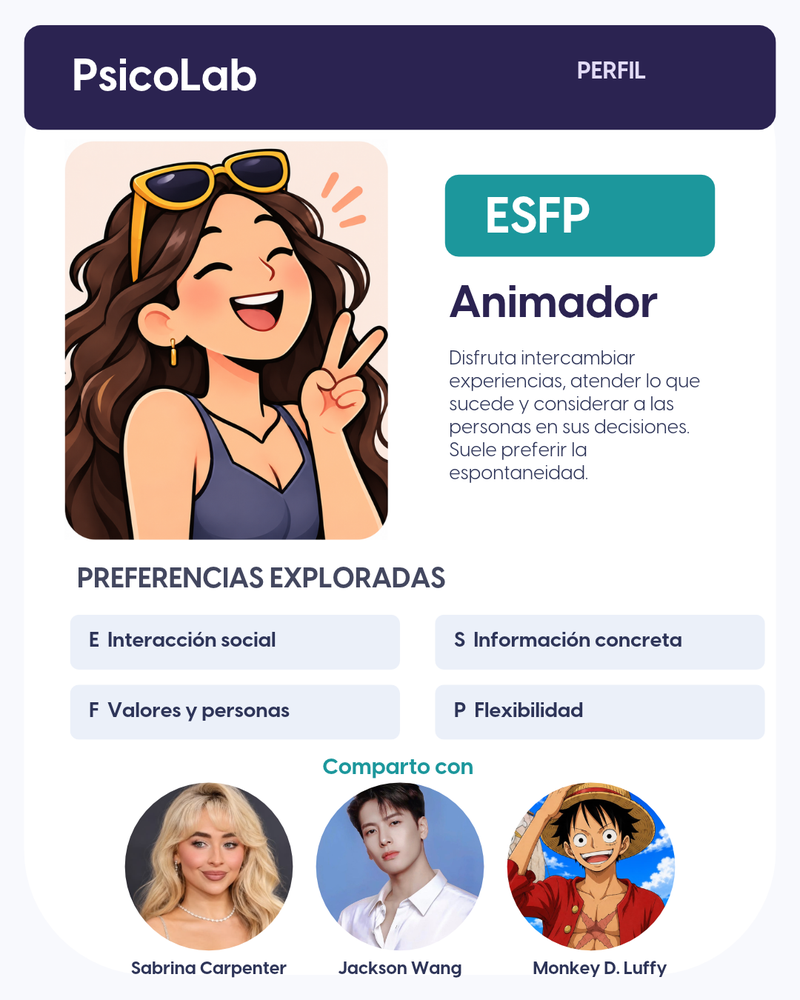 PsicoLab
PERFIL
ESFP
Animador
Disfruta intercambiar
experiencias, atender lo que
sucede y considerar a las
personas en sus decisiones.
Suele preferir la
espontaneidad.
PREFERENCIAS EXPLORADAS
E Interacción social
S Información concreta
F Valores y personas
P Flexibilidad
Comparto con
Sabrina Carpenter
Jackson Wang
Monkey D. Luffy